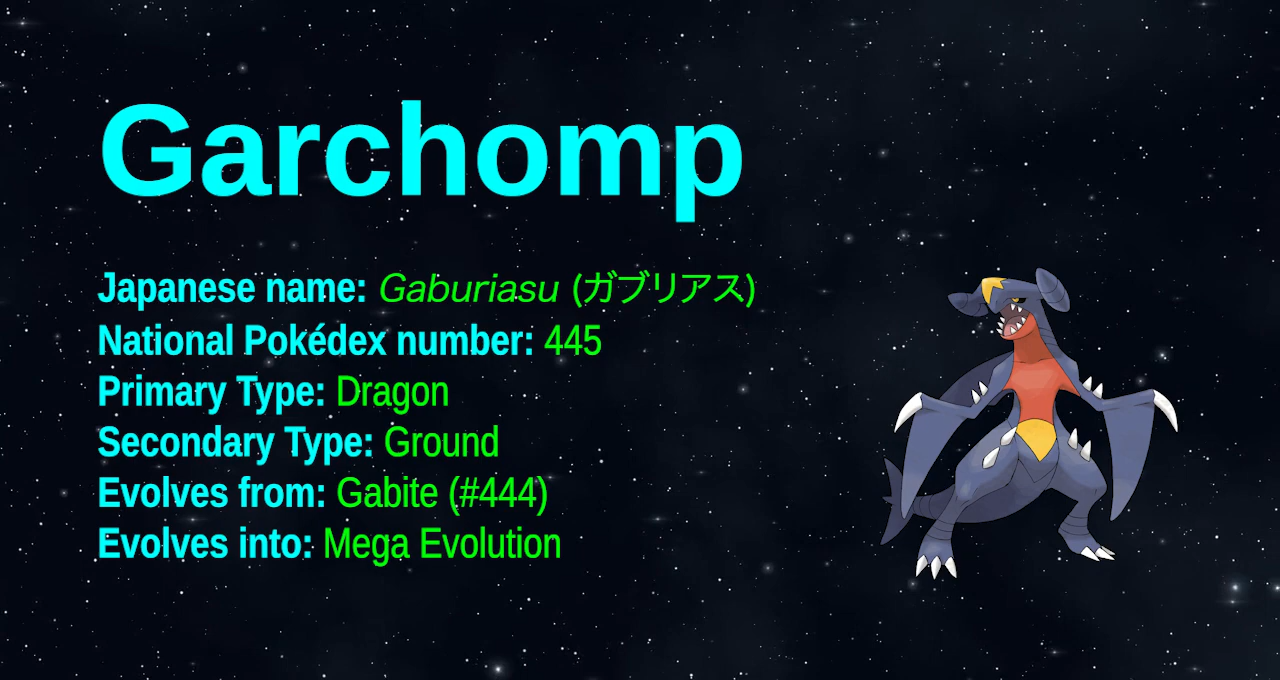 Garchomp
Japanese name: Gaburiasu (ガブリアス)
National Pokédex number: 445
Primary Type: Dragon
Secondary Type: Ground
Evolves from: Gabite (#444)
Evolves into: Mega Evolution